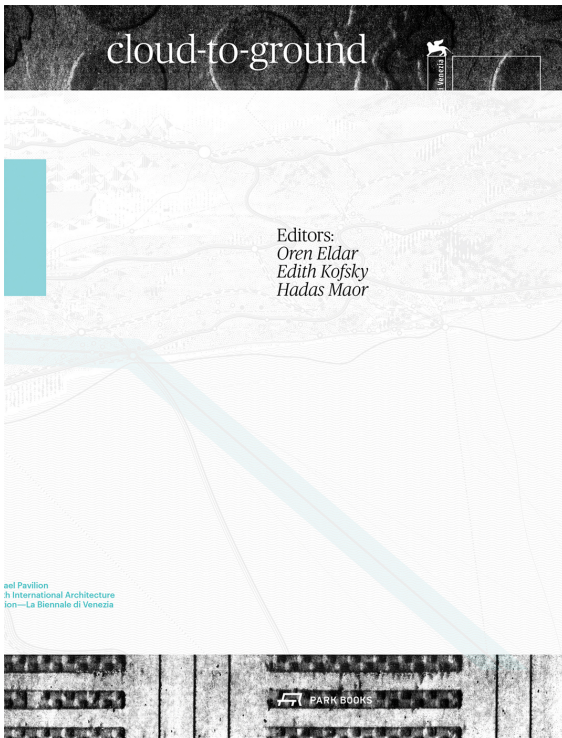 cloud-to-ground
i Venezia
Editors:
Oren Eldar
Edith Kofsky
Hadas Maor
ael Pavilion
th International Architecture
ion—La Biennale di Venezia
PARK BOOKS